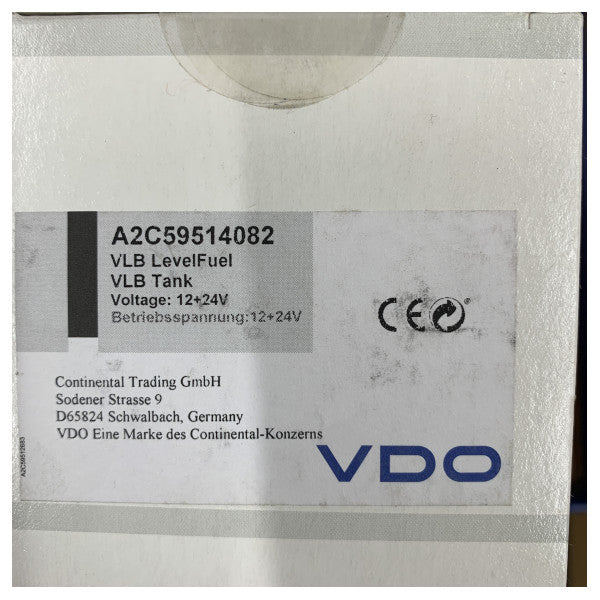 A2C59514082
VLB LevelFuel
VLB Tank
Voltage: 12+24V
Betriebsspannung:12+24V
CE
Continental Trading GmbH
Sodener Strasse 9
D65824 Schwalbach, Germany
VDO Eine Marke des Continental-Konzerns
VDO